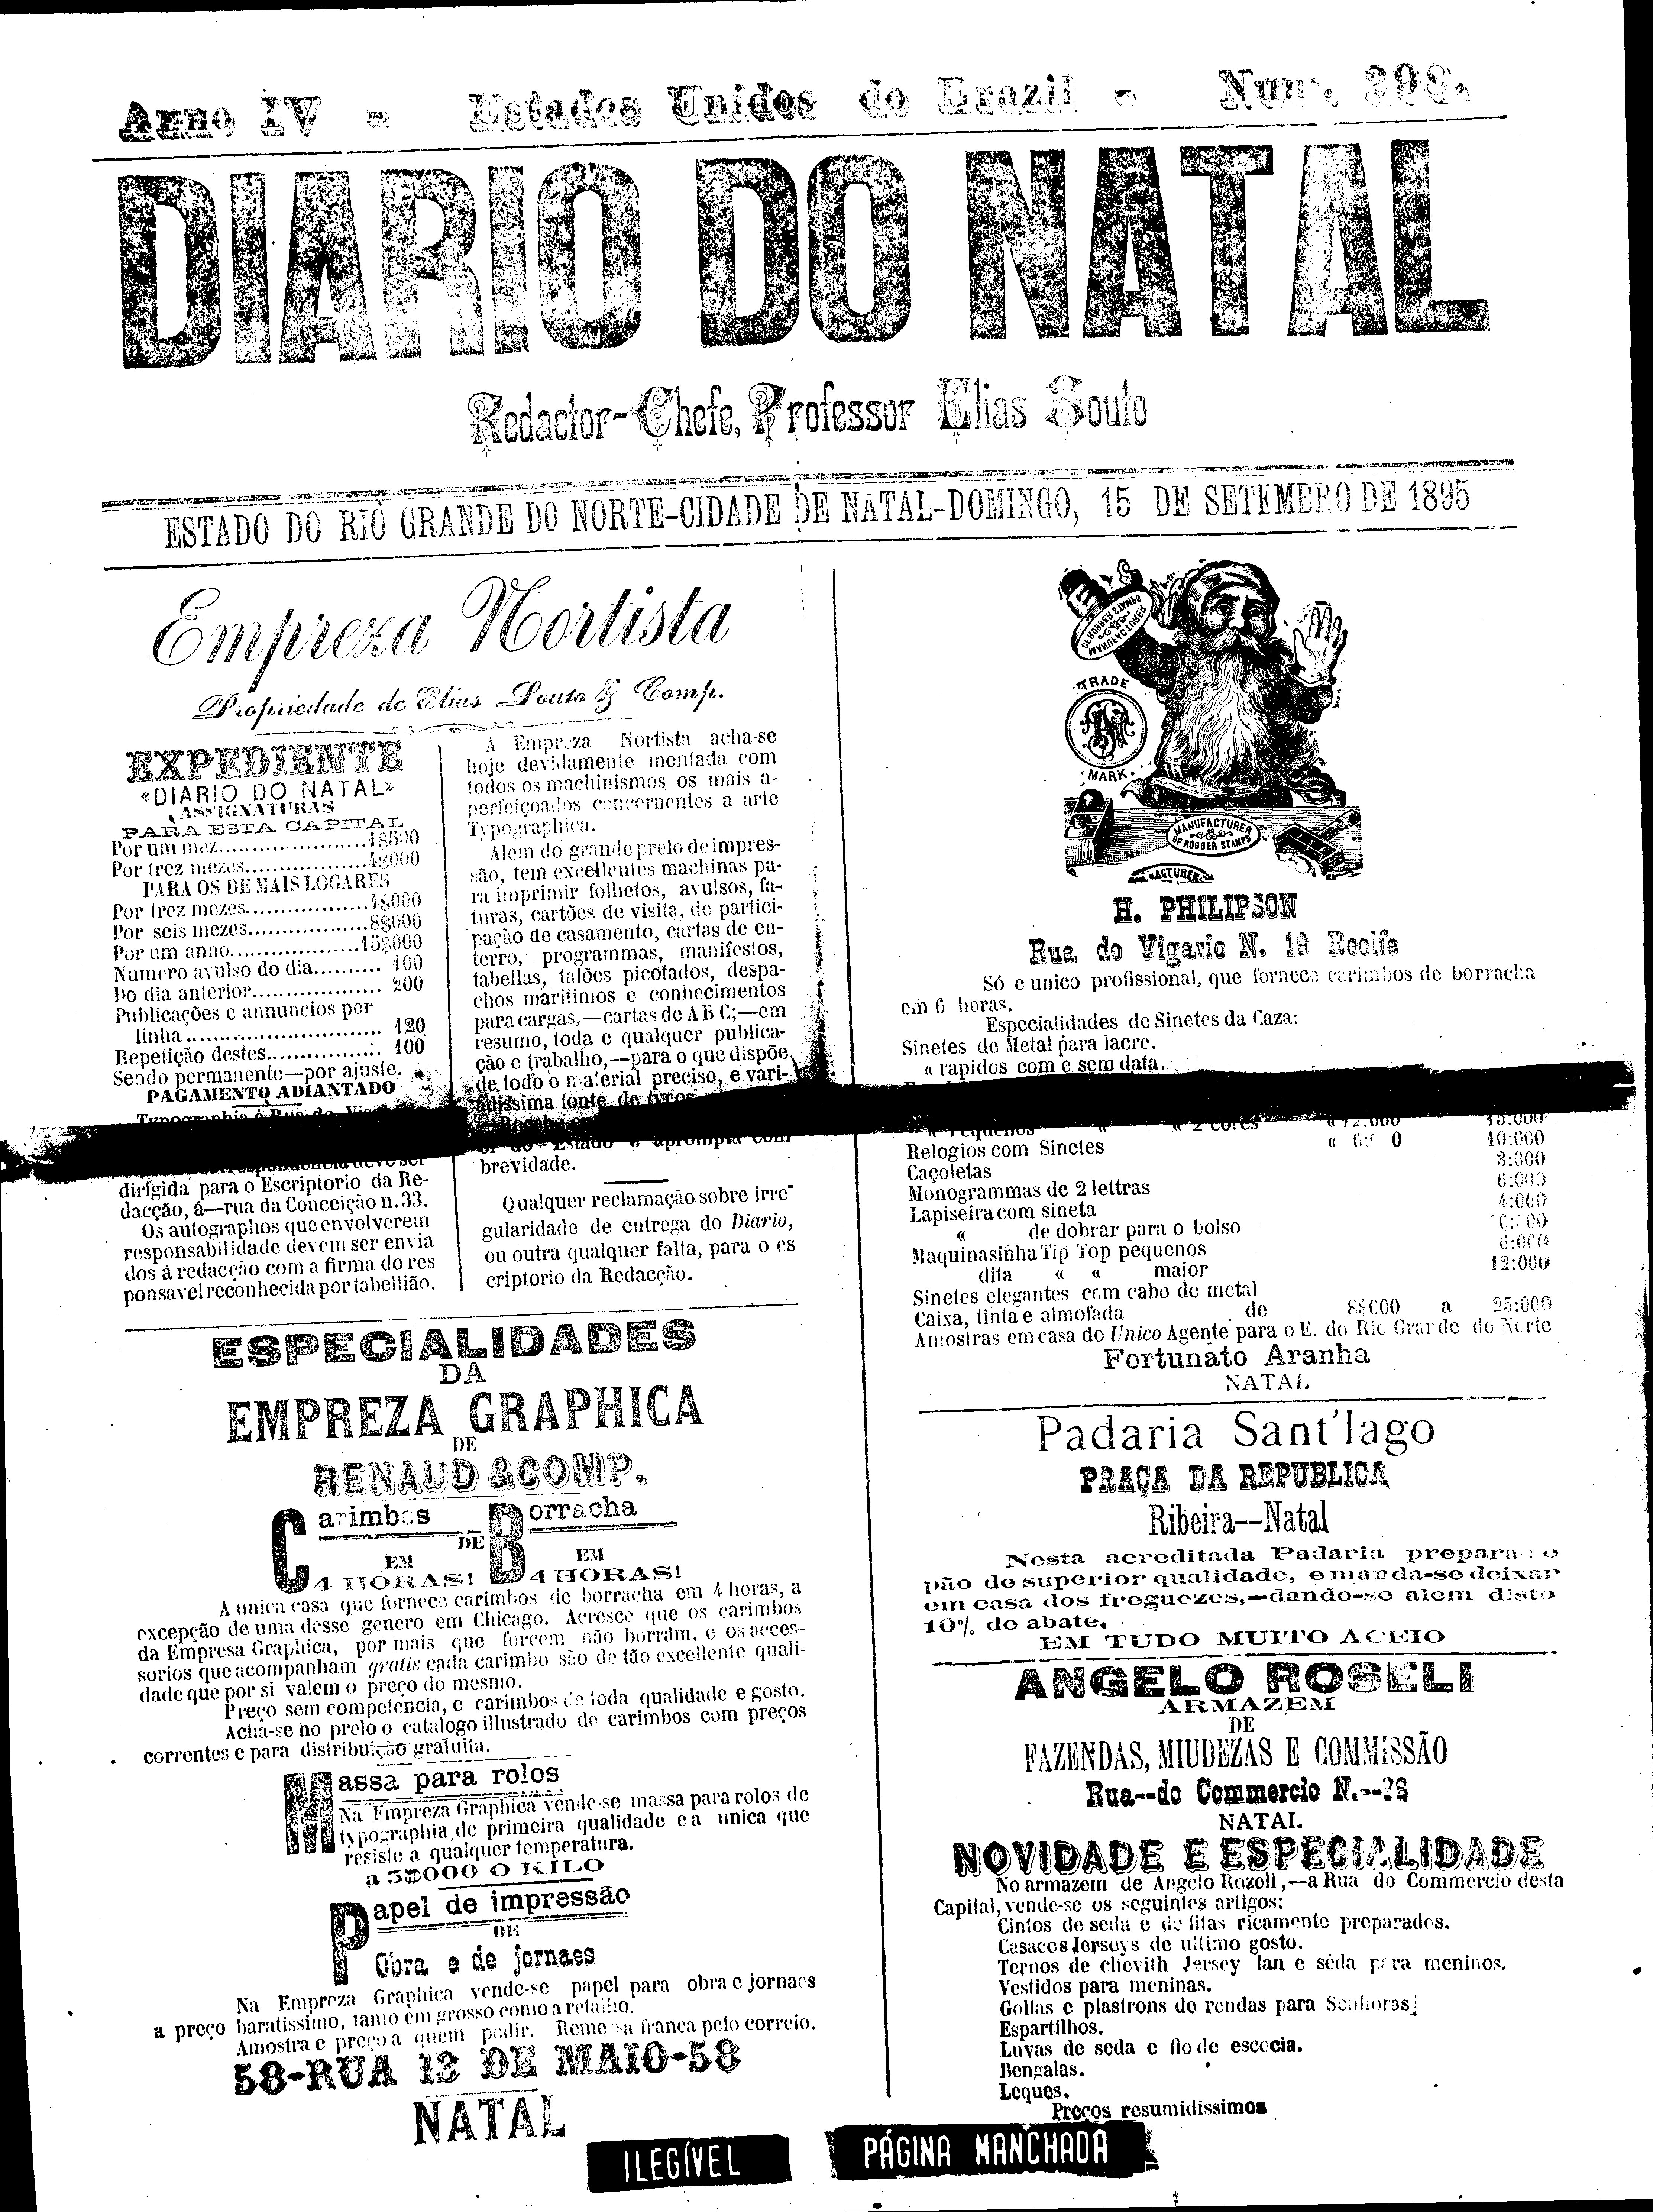 Anno IV - Estados Unidos do Brazil - Num. 398.
DIARIO DO NATAL
Redactor-Chefe, Professor Elias Souto
ESTADO DO RIO GRANDE DO NORTE-CIDADE DE NATAL-DOMINGO, 15 DE SETEMBRO DE 1895
Empreza Nortista
Propriedade de Elias Souto & Comp.
EXPEDIENTE
«DIARIO DO NATAL»
ASSIGNATURAS
PARA ESTA CAPITAL
Por um mez......................1$500
Por trez mezes..................4$000
PARA OS DE MAIS LOGARES
Por trez mezes..................4$000
Por seis mezes..................8$000
Por um anno...................15$000
Numero avulso do dia.......... 100
Do dia anterior................... 200
Publicações e annuncios por
linha............................. 120
Repetição destes................. 100
Sendo permanente—por ajuste.
PAGAMENTO ADIANTADO
dirigida para o Escriptorio da Re-
dacção, á—rua da Conceição n. 33.
Os autographos que envolverem
responsabilidade devem ser envia
dos á redacção com a firma do res
ponsavel reconhecida por tabellião.
A Empreza Nortista acha-se
hoje devidamente montada com
todos os machinismos os mais a-
perfeiçoados concernentes a arte
Typographica.
Alem do grande prelo de impres-
são, tem excellentes machinas pa-
ra imprimir folhetos, avulsos, fa-
turas, cartões de visita, de partici-
pação de casamento, cartas de en-
terro, programmas, manifestos,
tabellas, talões picotados, despa-
chos maritimos e conhecimentos
para cargas,—cartas de A B C;—em
resumo, toda e qualquer publica-
ção e trabalho,--para o que dispõe
de todo o material preciso, e vari-
adissima fonte de typos
do Estado e aprompta com
brevidade.
Qualquer reclamação sobre irre-
gularidade de entrega do Diario,
ou outra qualquer falta, para o es
criptorio da Redacção.
ESPECIALIDADES
DA
EMPREZA GRAPHICA
DE
RENAUD & COMP.
Carimbos DE Borracha
EM 4 HORAS! EM 4 HORAS!
A unica casa que fornece carimbos de borracha em 4 horas, a
excepção de uma desse genero em Chicago. Acresce que os carimbos
da Empresa Graphica, por mais que forcem não borram, e os acces-
sorios que acompanham gratis cada carimbo são de tão excellente quali-
dade que por si valem o preço do mesmo.
Preço sem competencia, e carimbos de toda qualidade e gosto.
Acha-se no prelo o catalogo illustrado de carimbos com preços
correntes e para distribuição gratuita.
Massa para rolos
Na Empreza Graphica vende-se massa para rolos de
typographia, de primeira qualidade e a unica que
resiste a qualquer temperatura.
a 5$000 O KILO
Papel de impressão
DE
Obra e de jornaes
Na Empreza Graphica vende-se papel para obra e jornaes
a preço baratissimo, tanto em grosso como a retalho.
Amostra e preço a quem pedir. Remessa franca pelo correio.
58-RUA 13 DE MAIO-58
NATAL
MANUFACTURER
OF RUBBER STAMPS
TRADE
MARK
MANUFACTURER
OF RUBBER STAMPS
ACTURER
H. PHILIPSON
Rua do Vigario N. 19 Recife
Só e unico profissional, que fornece carimbos de borracha
em 6 horas.
Especialidades de Sinetes da Caza:
Sinetes de Metal para lacre.
« rapidos com e sem data.
« pequenos « « 2 cores « 12:000 15:000
Relogios com Sinetes 10:000
Caçoletas 3:000
Monogrammas de 2 lettras 6:000
Lapiseira com sineta 4:000
« de dobrar para o bolso
Maquinasinha Tip Top pequenos 6:000
dita « « maior 12:000
Sinetes elegantes com cabo de metal
Caixa, tinta e almofada de 8$000 a 25:000
Amostras em casa do Unico Agente para o E. do Rio Grande do Norte
Fortunato Aranha
NATAL
Padaria Sant'Iago
PRAÇA DA REPUBLICA
Ribeira--Natal
Nesta acreditada Padaria prepara-se o
pão de superior qualidade, e manda-se deixar
em casa dos freguezes,—dando-se alem disto
10% de abate.
EM TUDO MUITO ACEIO
ANGELO ROSELI
ARMAZEM
DE
FAZENDAS, MIUDEZAS E COMMISSÃO
Rua--do Commercio N.--28
NATAL
NOVIDADE E ESPECIALIDADE
No armazem de Angelo Rozeli,—a Rua do Commercio desta
Capital, vende-se os seguintes artigos:
Cintos de seda e de fitas ricamente preparados.
Casacos Jerseys de ultimo gosto.
Ternos de chevith Jersey lan e sêda para meninos.
Vestidos para meninas.
Gollas e plastrons de rendas para Senhoras!
Espartilhos.
Luvas de seda e fio de escocia.
Bengalas.
Leques.
Preços resumidissimos
ILEGÍVEL
PÁGINA MANCHADA